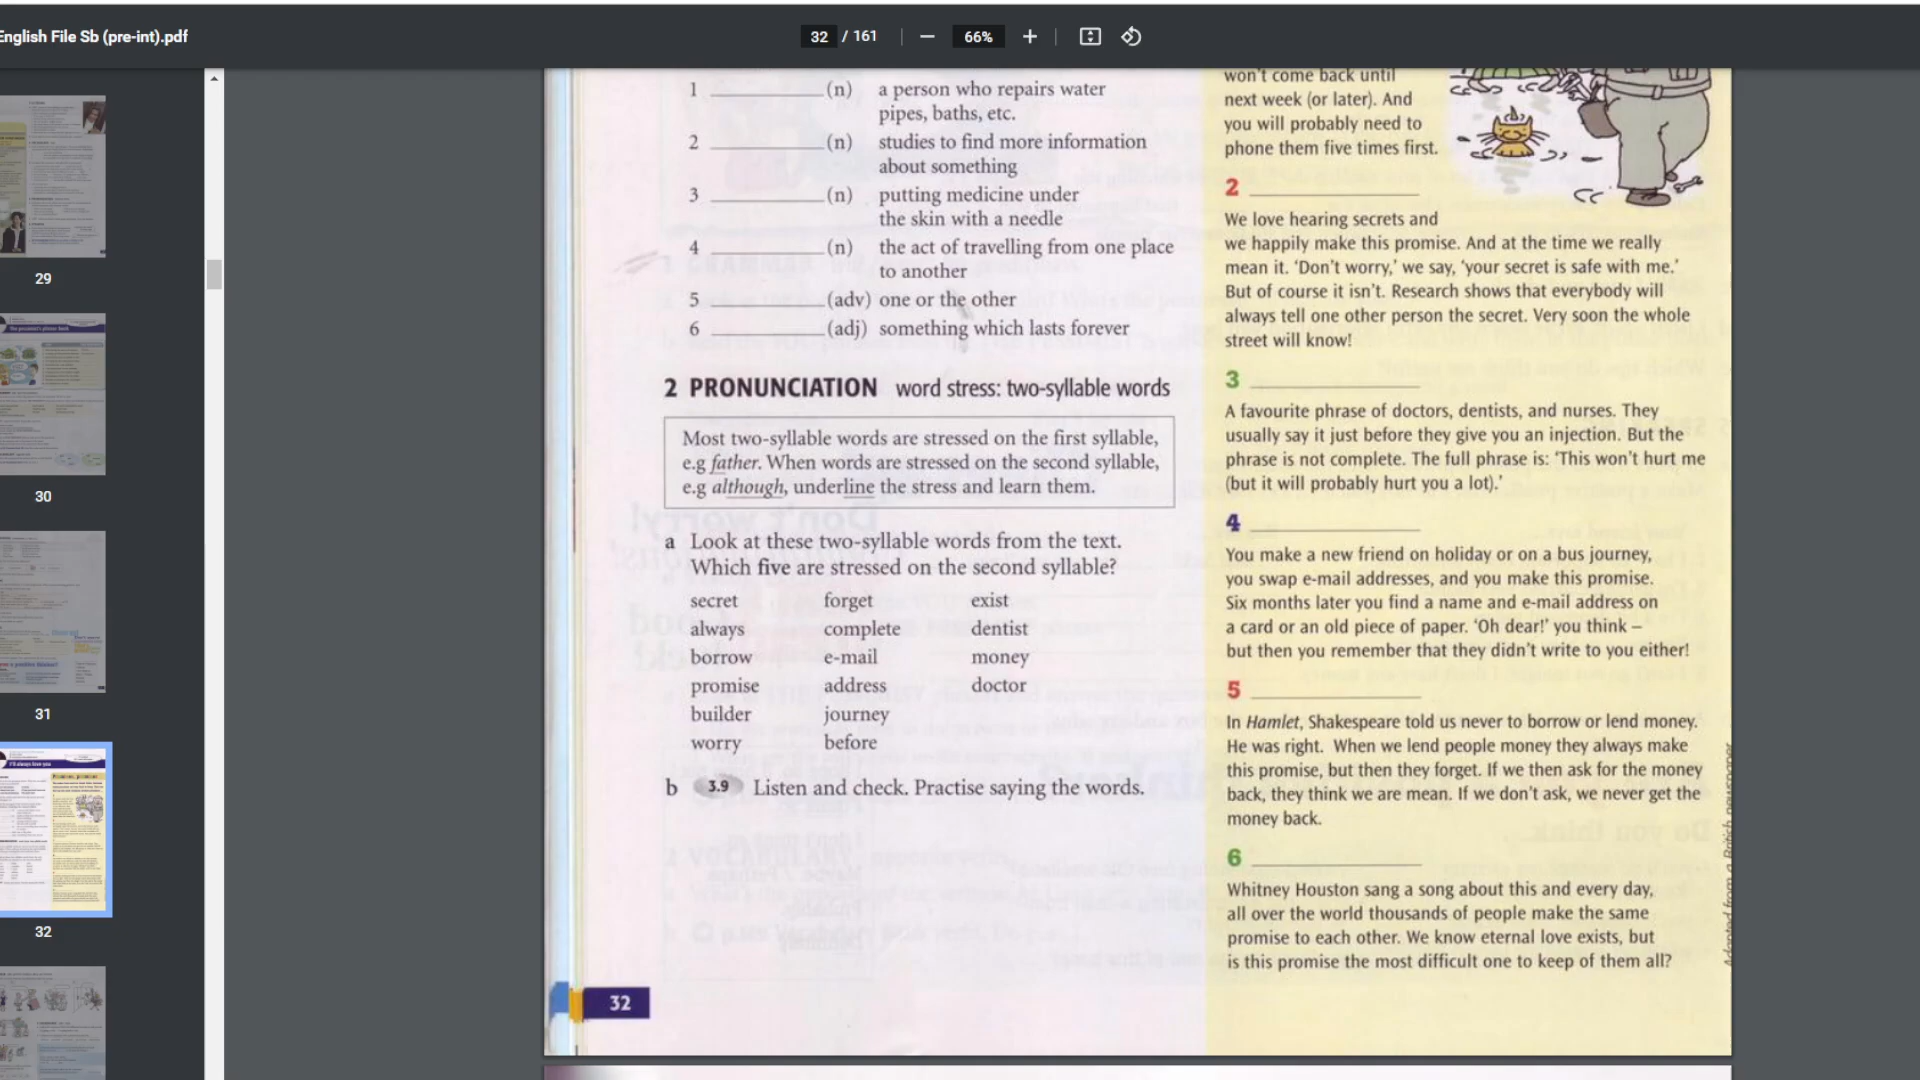 English File Sb (pre-int).pdf
32 / 161
66%
29
30
31
32
1 ____________ (n) a person who repairs water
pipes, baths, etc.
2 ____________ (n) studies to find more information
about something
3 ____________ (n) putting medicine under
the skin with a needle
4 ____________ (n) the act of travelling from one place
to another
5 ____________ (adv) one or the other
6 ____________ (adj) something which lasts forever
2 PRONUNCIATION word stress: two-syllable words
Most two-syllable words are stressed on the first syllable,
e.g father. When words are stressed on the second syllable,
e.g although, underline the stress and learn them.
a Look at these two-syllable words from the text.
Which five are stressed on the second syllable?
secret forget exist
always complete dentist
borrow e-mail money
promise address doctor
builder journey
worry before
b 3.9 Listen and check. Practise saying the words.
32
won't come back until
next week (or later). And
you will probably need to
phone them five times first.
2 ____________
We love hearing secrets and
we happily make this promise. And at the time we really
mean it. 'Don't worry,' we say, 'your secret is safe with me.'
But of course it isn't. Research shows that everybody will
always tell one other person the secret. Very soon the whole
street will know!
3 ____________
A favourite phrase of doctors, dentists, and nurses. They
usually say it just before they give you an injection. But the
phrase is not complete. The full phrase is: 'This won't hurt me
(but it will probably hurt you a lot).'
4 ____________
You make a new friend on holiday or on a bus journey,
you swap e-mail addresses, and you make this promise.
Six months later you find a name and e-mail address on
a card or an old piece of paper. 'Oh dear!' you think –
but then you remember that they didn't write to you either!
5 ____________
In Hamlet, Shakespeare told us never to borrow or lend money.
He was right. When we lend people money they always make
this promise, but then they forget. If we then ask for the money
back, they think we are mean. If we don't ask, we never get the
money back.
6 ____________
Whitney Houston sang a song about this and every day,
all over the world thousands of people make the same
promise to each other. We know eternal love exists, but
is this promise the most difficult one to keep of them all?
Adapted from a British newspaper